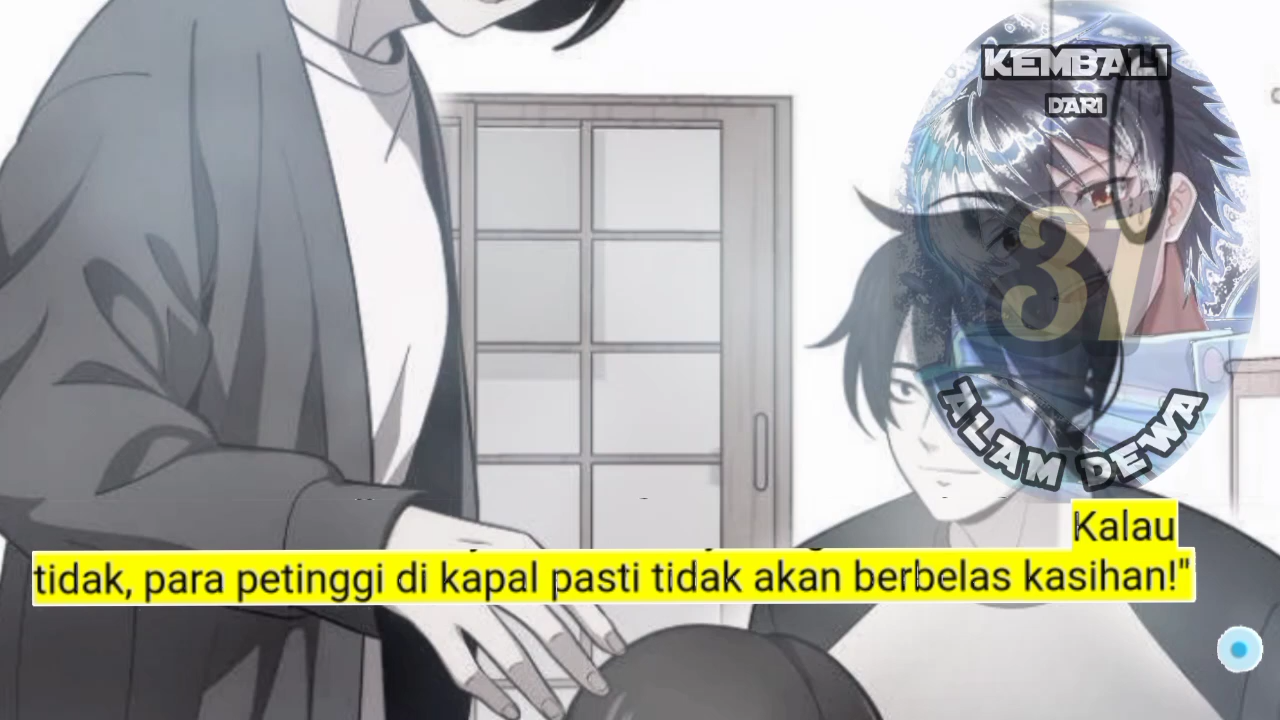 KEMBALI
DARI
37
ALAM DEWA
Kalau
tidak, para petinggi di kapal pasti tidak akan berbelas kasihan!"